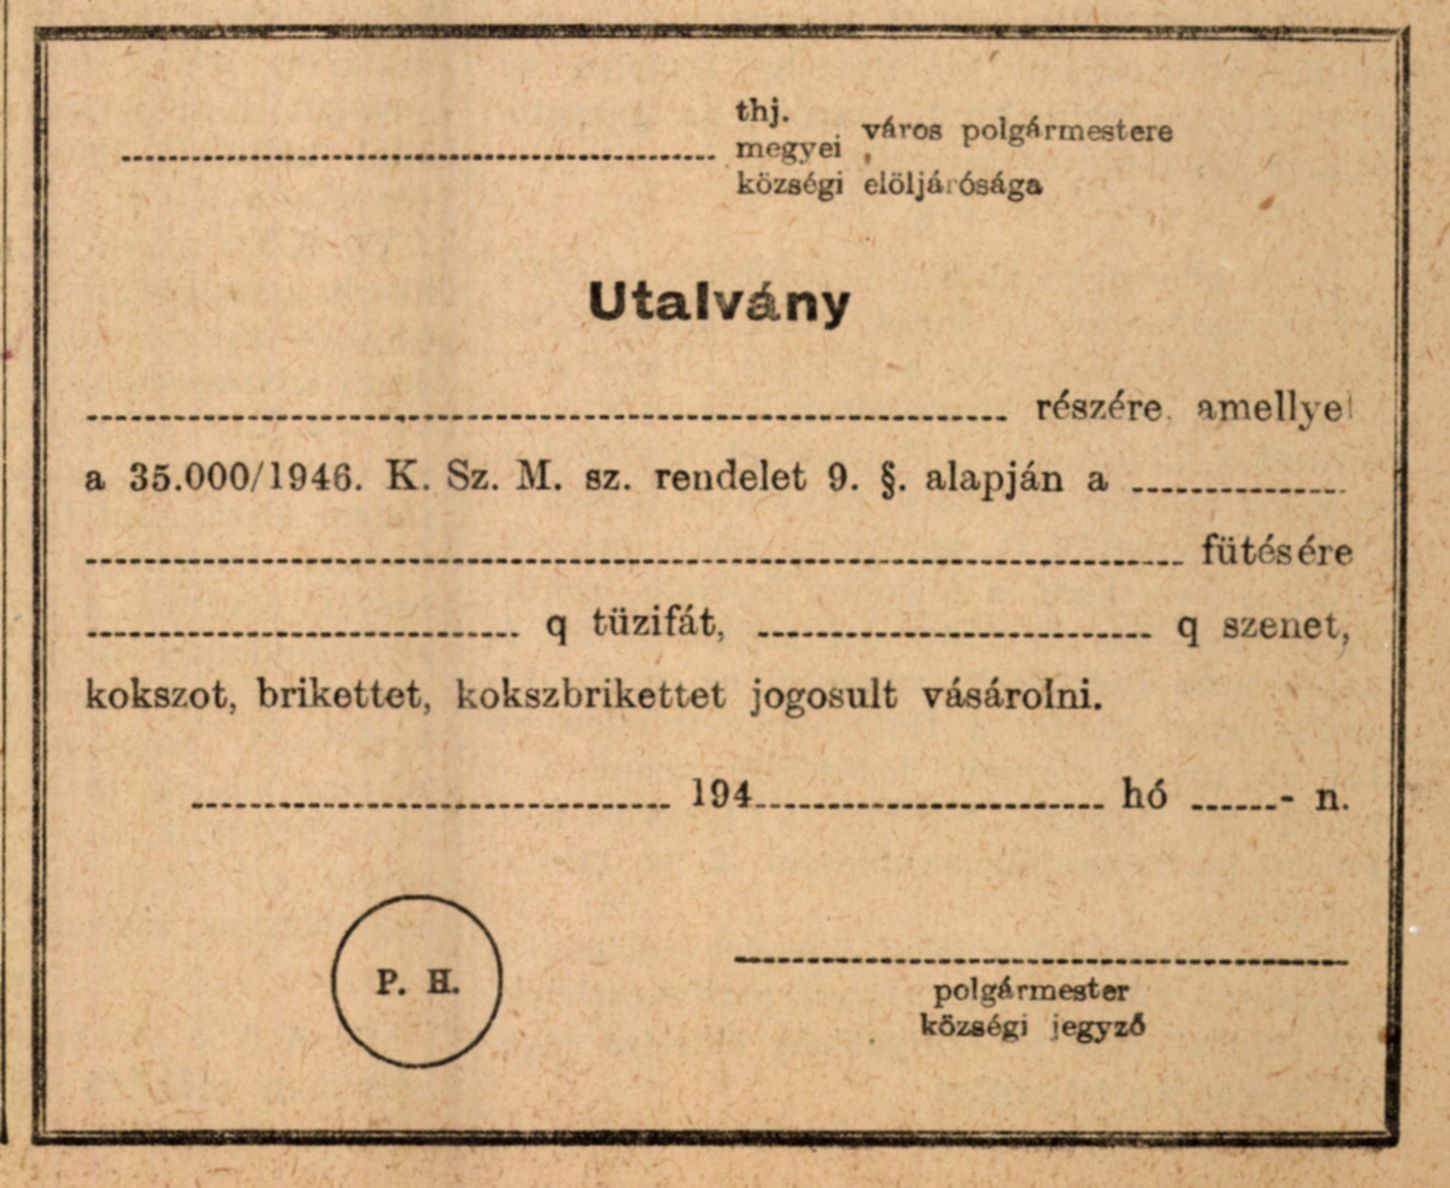 thj.
város polgármestere
megyei
községi elöljárósága
Utalvány
részére amellyel
a 35.000/1946. K. Sz. M. sz. rendelet 9. §. alapján a
fütésére
q tüzifát, q szenet,
kokszot, brikettet, kokszbrikettet jogosult vásárolni.
194 hó - n.
P. H.
polgármester
községi jegyző